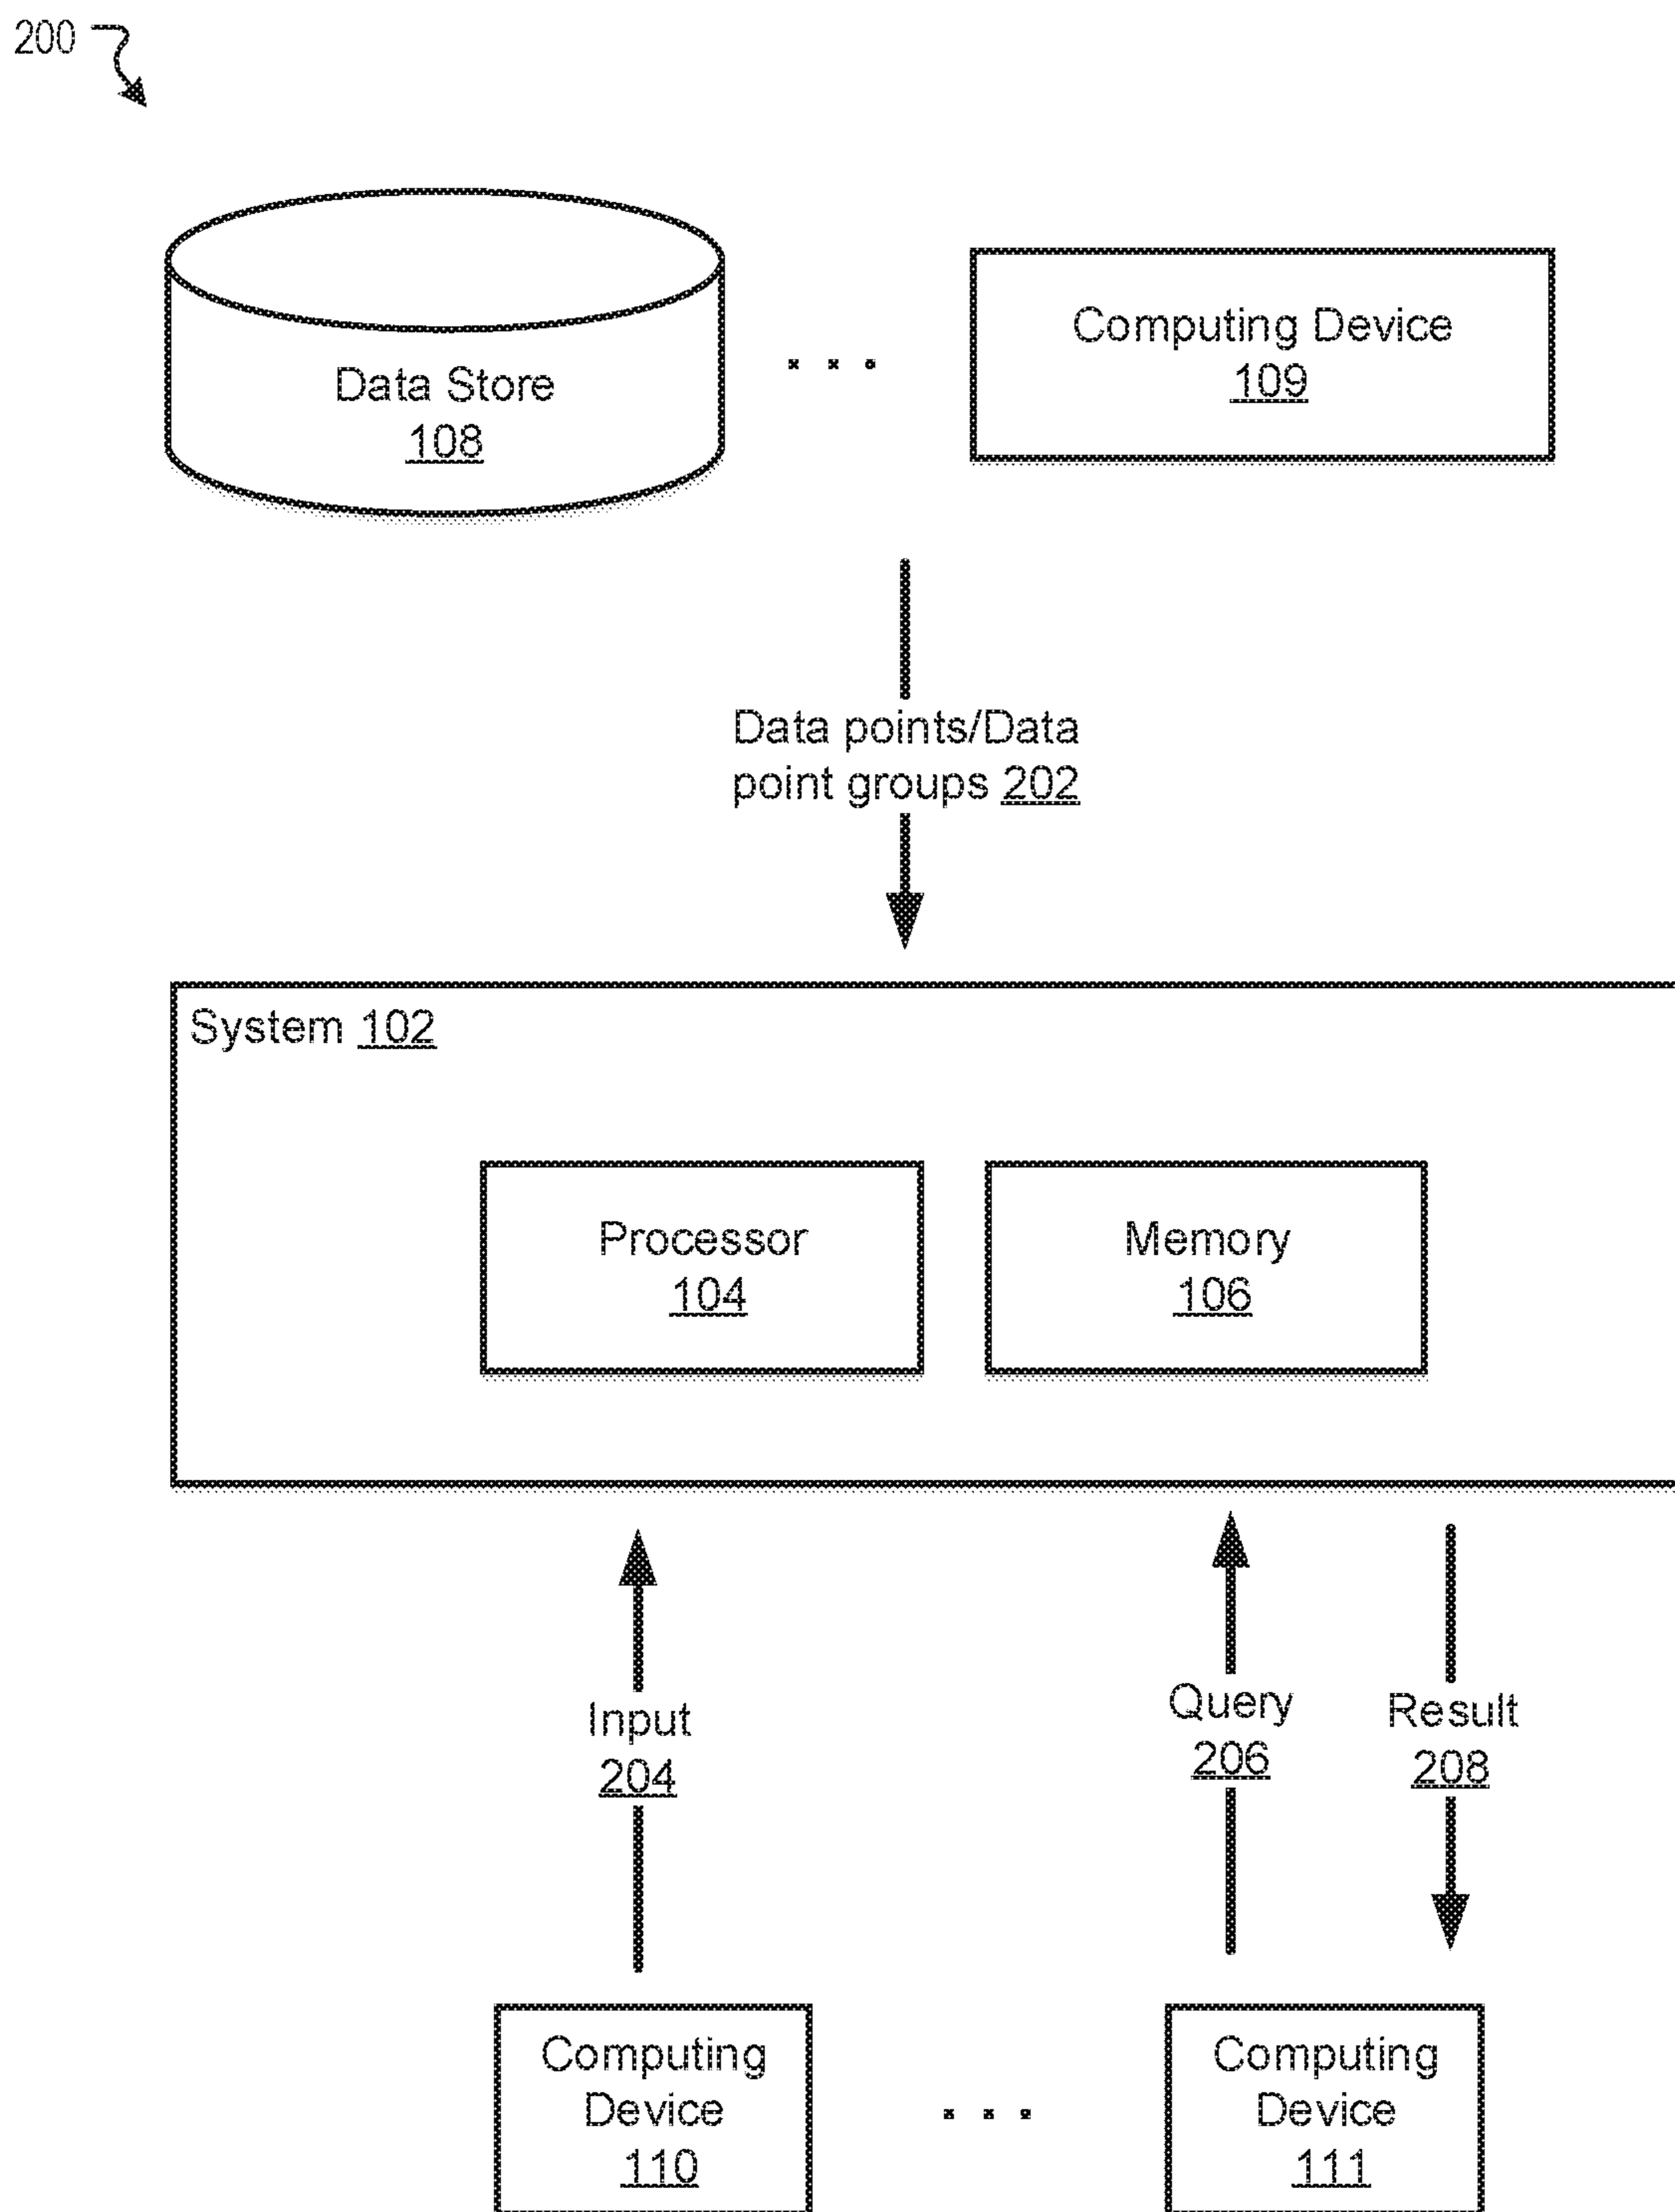 200
Data Store
108
. . .
Computing Device
109
Data points/Data
point groups 202
System 102
Processor
104
Memory
106
Input
204
Query
206
Result
208
Computing
Device
110
. . .
Computing
Device
111